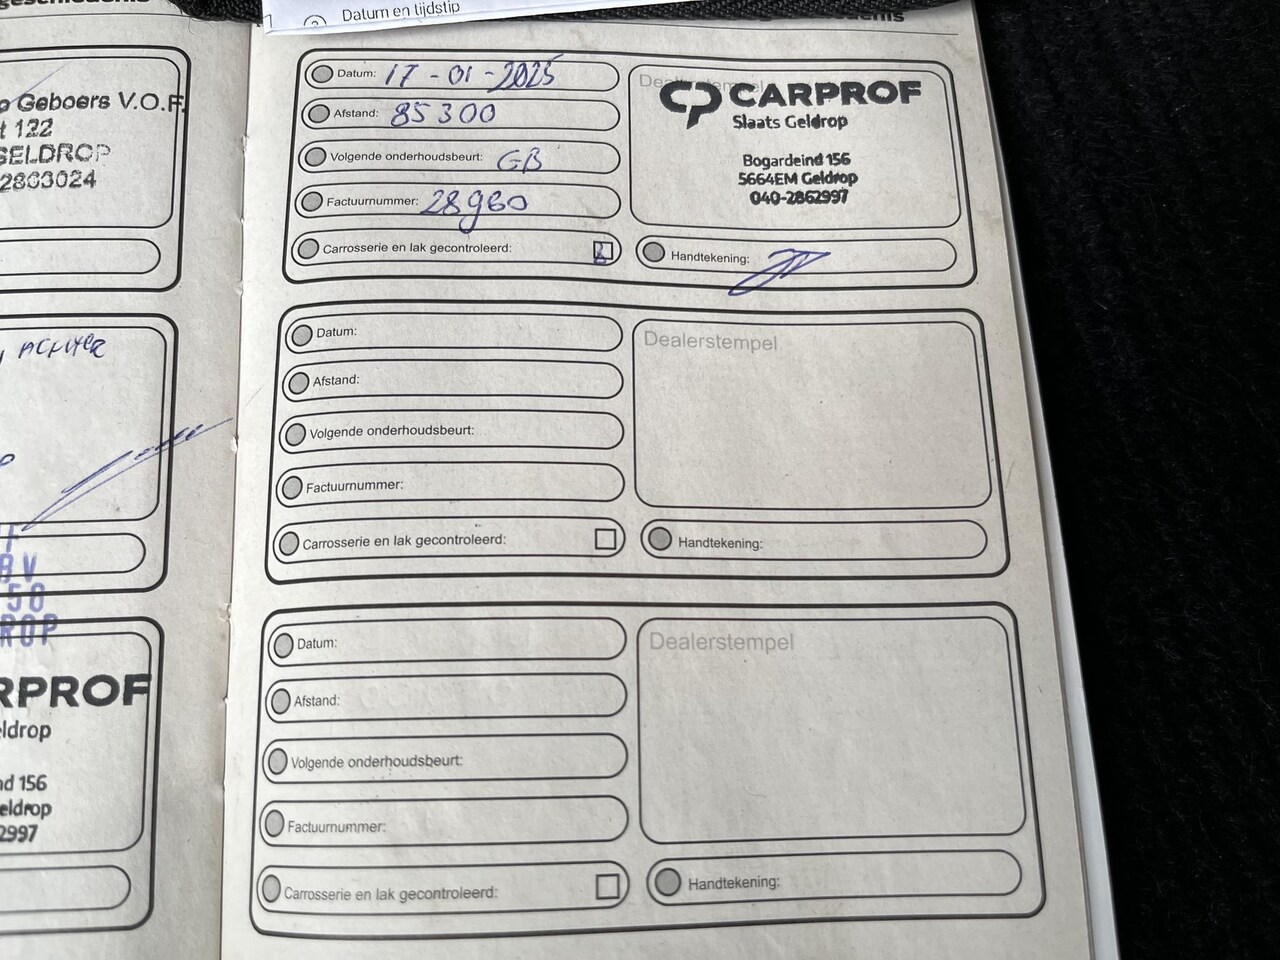 Datum en tijdstip
Geboers V.O.F.
122
GELDROP
2863024
ACHTER
BV
50
ROP
RPROF
eldrop
nd 156
eldrop
2997
Datum: 17-01-2025
Afstand: 85300
Volgende onderhoudsbeurt: GB
Factuurnummer: 28960
Carrosserie en lak gecontroleerd:
Dealerstempel
CP CARPROF
Slaats Geldrop
Bogardeind 156
5664EM Geldrop
040-2862997
Handtekening:
Datum:
Afstand:
Volgende onderhoudsbeurt:
Factuurnummer:
Carrosserie en lak gecontroleerd:
Dealerstempel
Handtekening:
Datum:
Afstand:
Volgende onderhoudsbeurt:
Factuurnummer:
Carrosserie en lak gecontroleerd:
Dealerstempel
Handtekening: